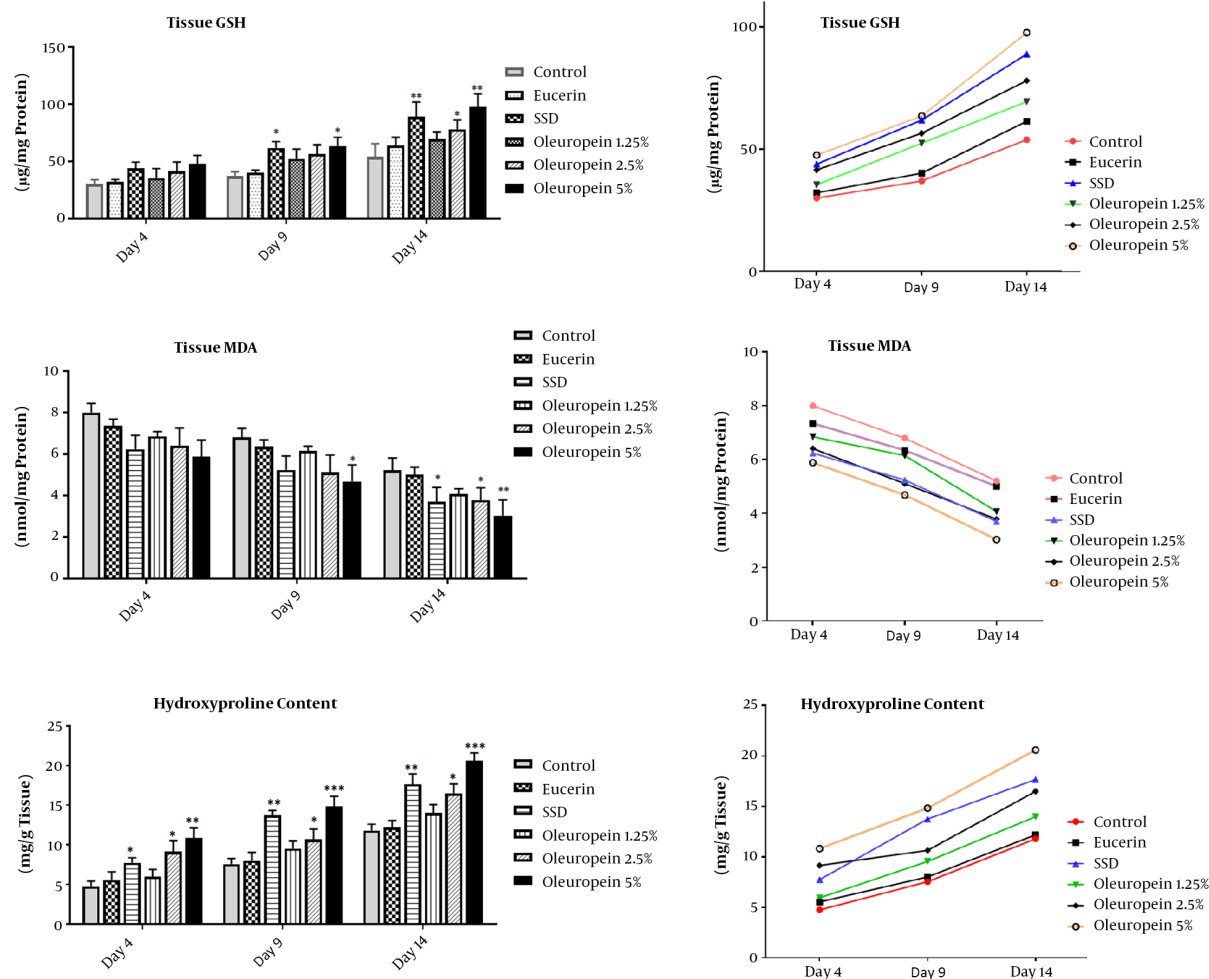 Tissue GSH
(µg/mg Protein)
150
100
50
0
* ** * ** *
Day 4
Day 9
Day 14
Control
Eucerin
SSD
Oleuropein 1.25%
Oleuropein 2.5%
Oleuropein 5%
Tissue GSH
(µg/mg Protein)
100
50
0
Day 4
Day 9
Day 14
Control
Eucerin
SSD
Oleuropein 1.25%
Oleuropein 2.5%
Oleuropein 5%
Tissue MDA
(nmol/mg Protein)
10
8
6
4
2
0
* * * **
Day 4
Day 9
Day 14
Control
Eucerin
SSD
Oleuropein 1.25%
Oleuropein 2.5%
Oleuropein 5%
Tissue MDA
(nmol/mg Protein)
10
8
6
4
2
0
Day 4
Day 9
Day 14
Control
Eucerin
SSD
Oleuropein 1.25%
Oleuropein 2.5%
Oleuropein 5%
Hydroxyproline Content
(mg/g Tissue)
25
20
15
10
5
0
* * ** ** * *** ** * ***
Day 4
Day 9
Day 14
Control
Eucerin
SSD
Oleuropein 1.25%
Oleuropein 2.5%
Oleuropein 5%
Hydroxyproline Content
(mg/g Tissue)
25
20
15
10
5
0
Day 4
Day 9
Day 14
Control
Eucerin
SSD
Oleuropein 1.25%
Oleuropein 2.5%
Oleuropein 5%